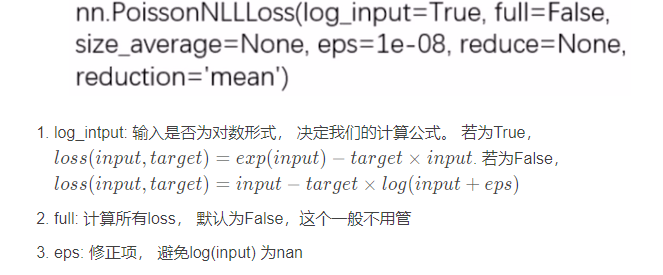 nn.PoissonNLLLoss(log_input=True, full=False,
size_average=None, eps=1e-08, reduce=None,
reduction='mean')
1. log_intput: 输入是否为对数形式， 决定我们的计算公式。 若为True，
loss(input, target) = exp(input) − target × input. 若为False，
loss(input, target) = input − target × log(input + eps)
2. full: 计算所有loss， 默认为False，这个一般不用管
3. eps: 修正项， 避免log(input) 为nan